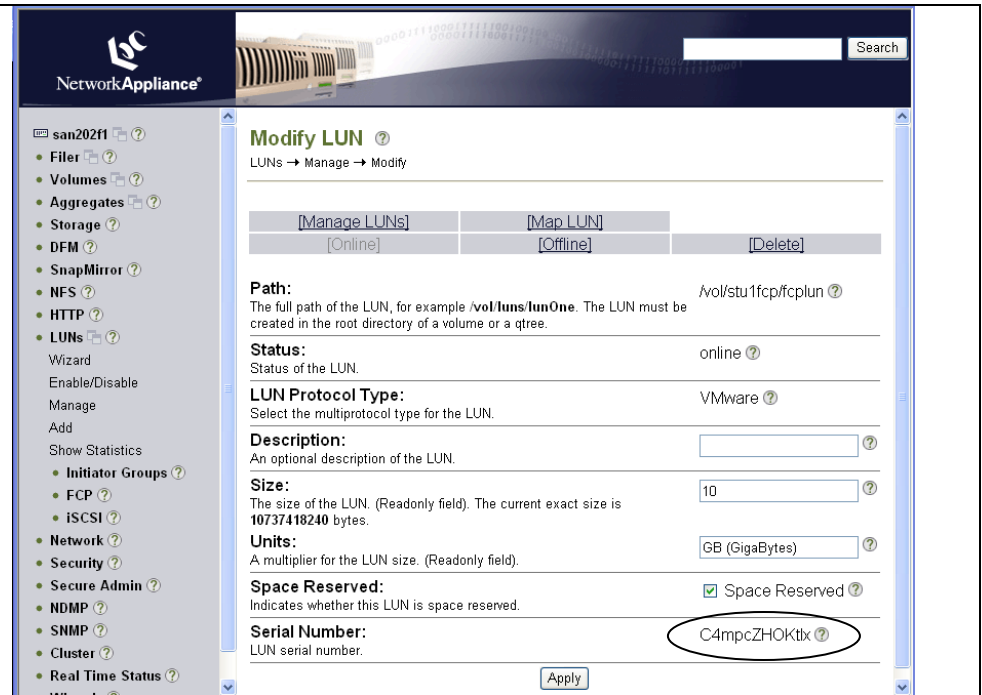 NetworkAppliance®
Search
san202f1
Filer
Volumes
Aggregates
Storage
DFM
SnapMirror
NFS
HTTP
LUNs
Wizard
Enable/Disable
Manage
Add
Show Statistics
Initiator Groups
FCP
iSCSI
Network
Security
Secure Admin
NDMP
SNMP
Cluster
Real Time Status
Modify LUN
LUNs → Manage → Modify
[Manage LUNs] [Map LUN]
[Online] [Offline] [Delete]
Path:
The full path of the LUN, for example /vol/luns/lunOne. The LUN must be
created in the root directory of a volume or a qtree.
/vol/stu1fcp/fcplun
Status:
Status of the LUN.
online
LUN Protocol Type:
Select the multiprotocol type for the LUN.
VMware
Description:
An optional description of the LUN.
Size:
The size of the LUN. (Readonly field). The current exact size is
10737418240 bytes.
10
Units:
A multiplier for the LUN size. (Readonly field).
GB (GigaBytes)
Space Reserved:
Indicates whether this LUN is space reserved.
Space Reserved
Serial Number:
LUN serial number.
Apply